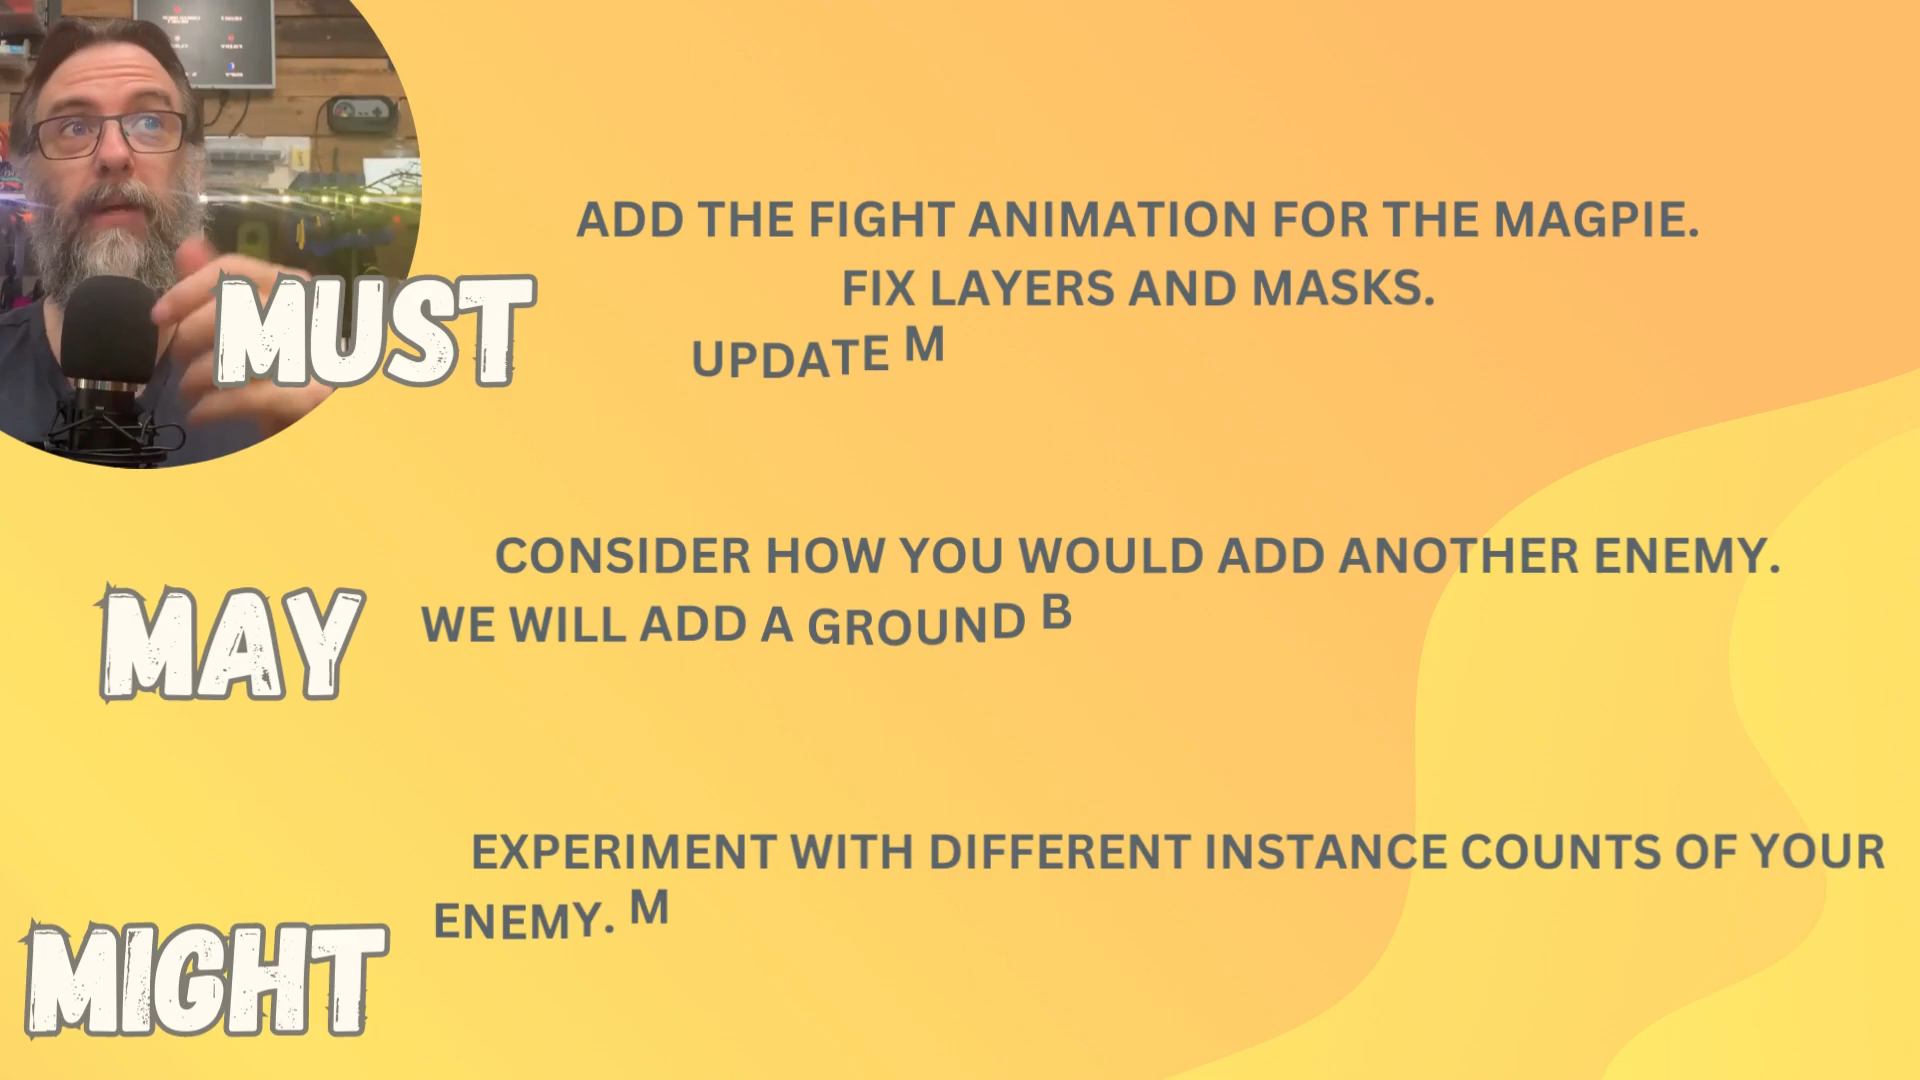 MUST
ADD THE FIGHT ANIMATION FOR THE MAGPIE.
FIX LAYERS AND MASKS.
UPDATE M
MAY
CONSIDER HOW YOU WOULD ADD ANOTHER ENEMY.
WE WILL ADD A GROUND B
MIGHT
EXPERIMENT WITH DIFFERENT INSTANCE COUNTS OF YOUR
ENEMY. M